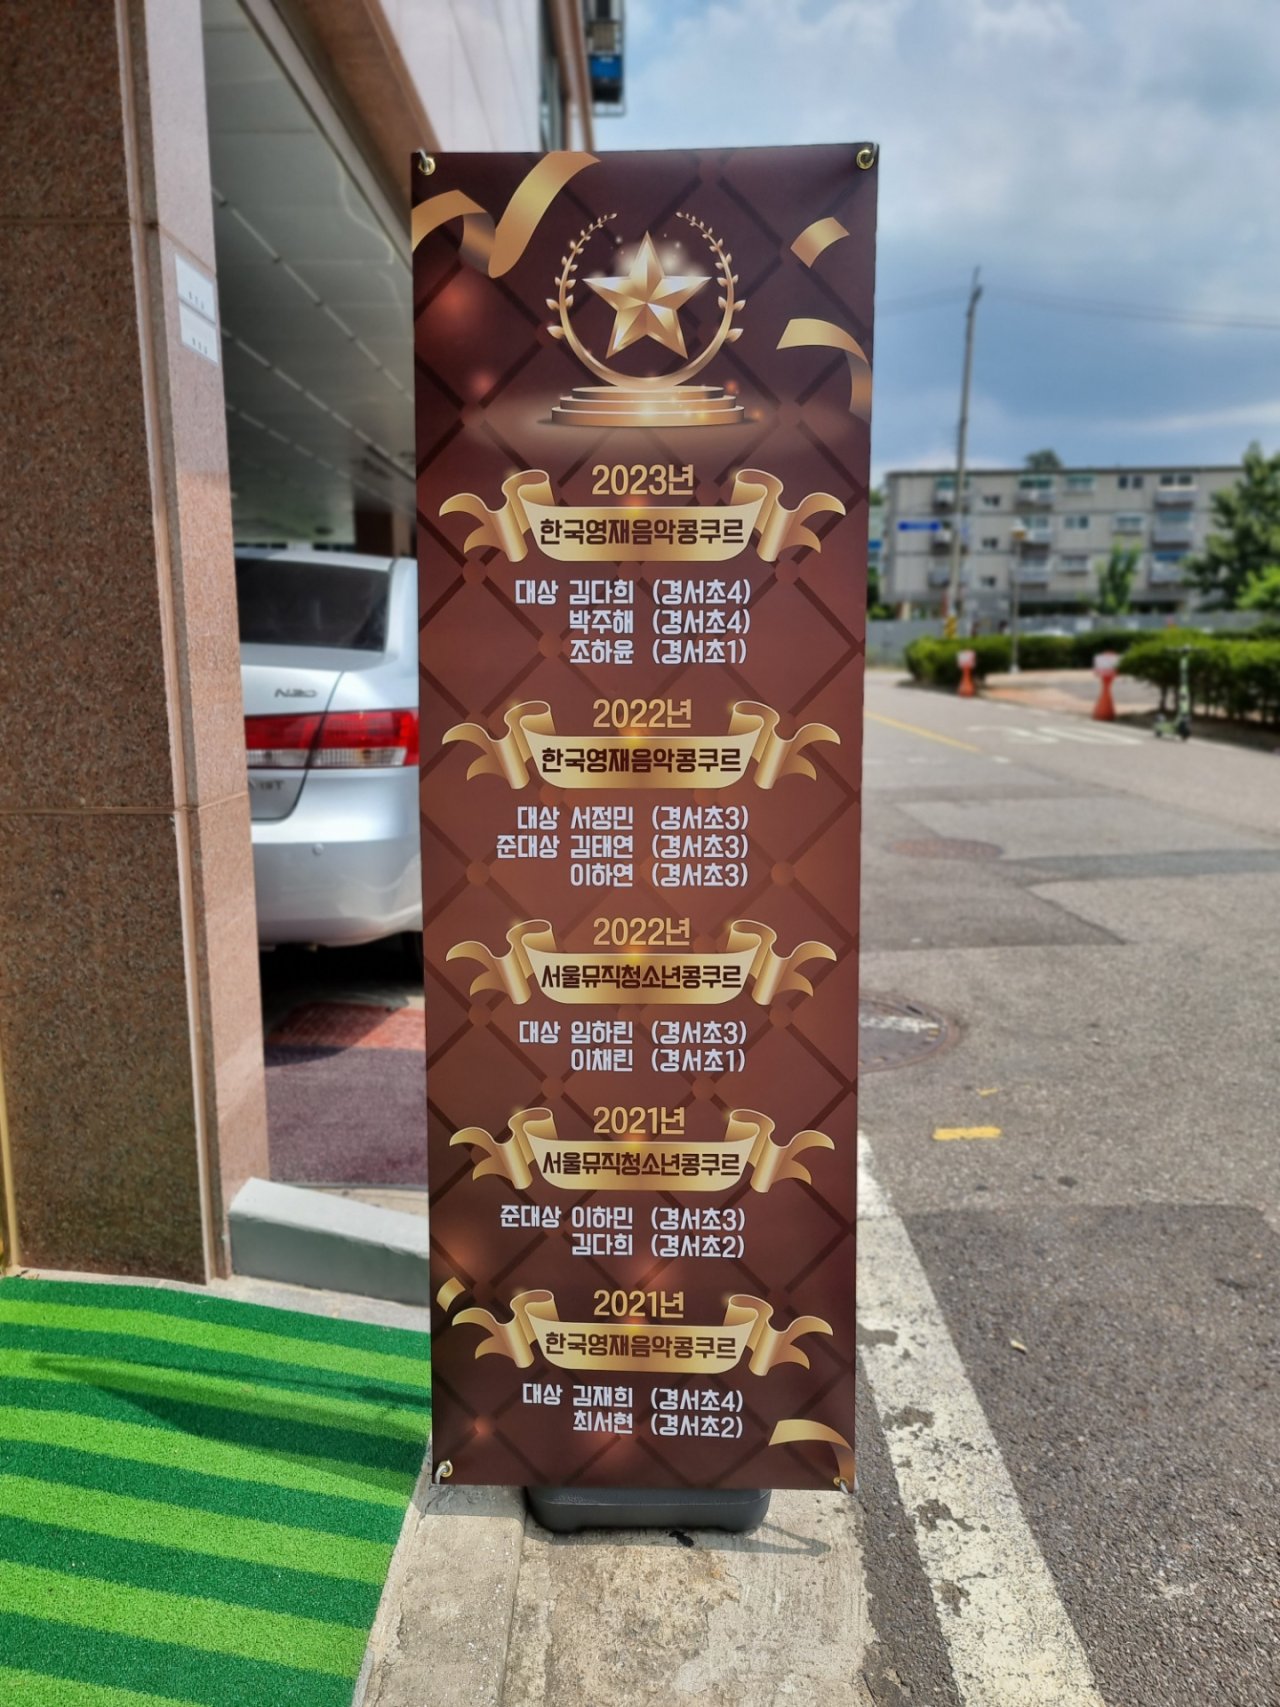 2023년
한국영재음악콩쿠르
대상 김다희 (경서초4)
박주해 (경서초4)
조하윤 (경서초1)
2022년
한국영재음악콩쿠르
대상 서정민 (경서초3)
준대상 김태연 (경서초3)
이하연 (경서초3)
2022년
서울뮤직청소년콩쿠르
대상 임하린 (경서초3)
이채린 (경서초1)
2021년
서울뮤직청소년콩쿠르
준대상 이하민 (경서초3)
김다희 (경서초2)
2021년
한국영재음악콩쿠르
대상 김재희 (경서초4)
최서현 (경서초2)